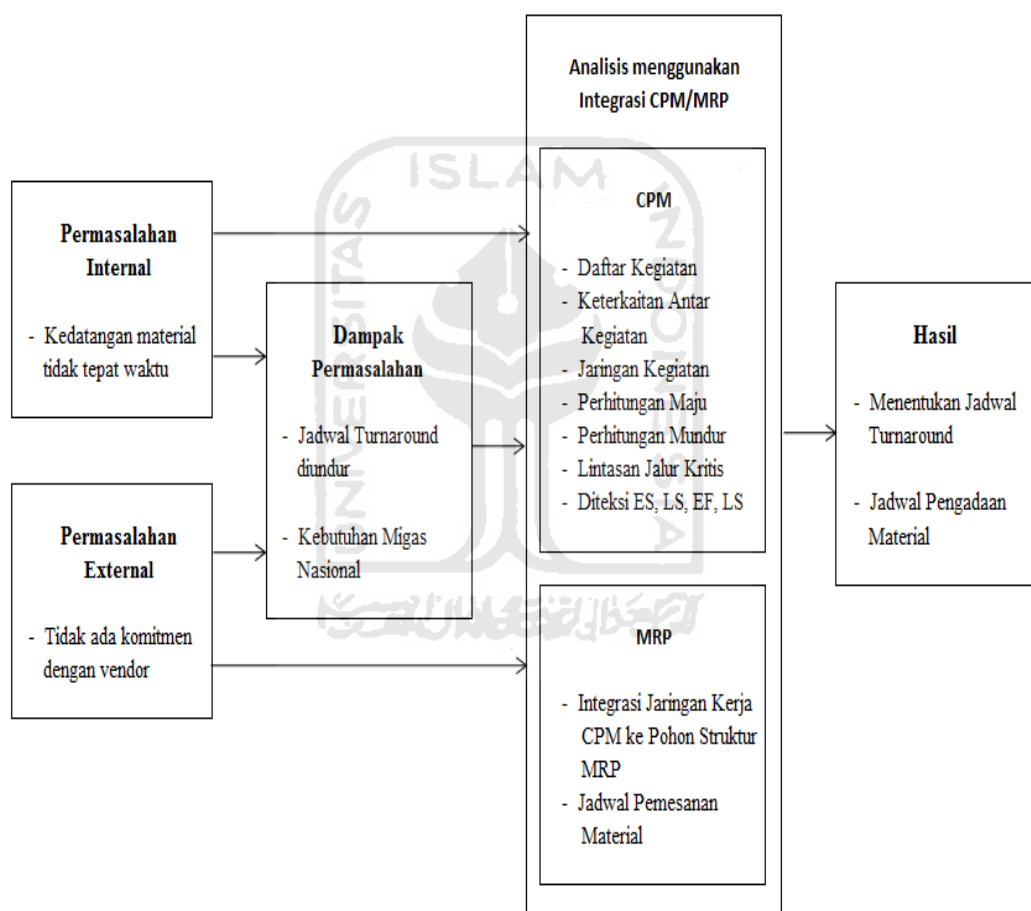 Permasalahan
Internal
- Kedatangan material
tidak tepat waktu
Permasalahan
External
- Tidak ada komitmen
dengan vendor
Dampak
Permasalahan
- Jadwal Turnaround
diundur
- Kebutuhan Migas
Nasional
Analisis menggunakan
Integrasi CPM/MRP
CPM
- Daftar Kegiatan
- Keterkaitan Antar
Kegiatan
- Jaringan Kegiatan
- Perhitungan Maju
- Perhitungan Mundur
- Lintasan Jalur Kritis
- Diteksi ES, LS, EF, LS
MRP
- Integrasi Jaringan Kerja
CPM ke Pohon Struktur
MRP
- Jadwal Pemesanan
Material
Hasil
- Menentukan Jadwal
Turnaround
- Jadwal Pengadaan
Material
UNIVERSITAS
ISLAM
INDONESIA